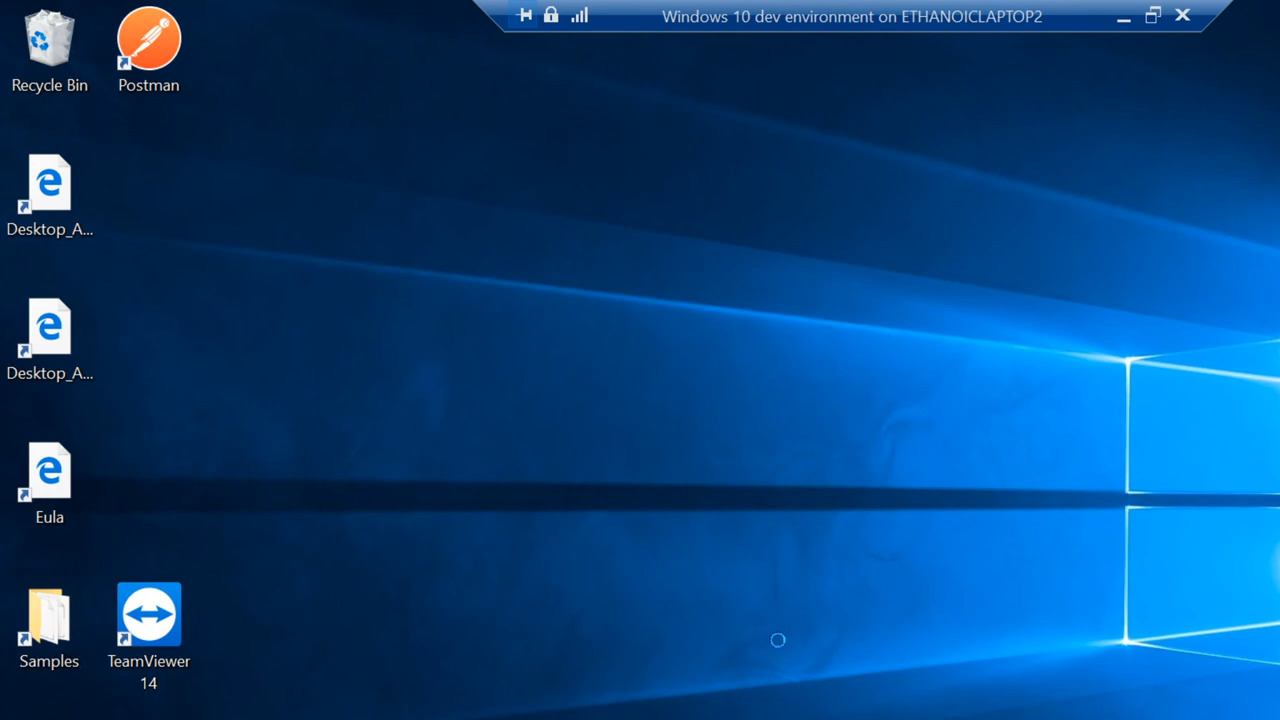 Windows 10 dev environment on ETHANOICLAPTOP2
Recycle Bin
Postman
Desktop_A...
Desktop_A...
Eula
Samples
TeamViewer
14